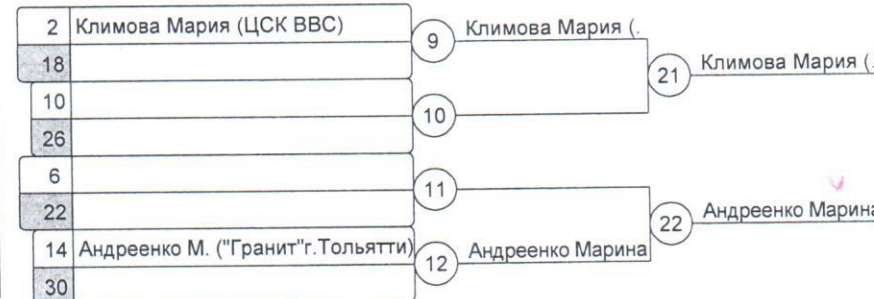 2 Климова Мария (ЦСК ВВС)
9 Климова Мария (.
18
21 Климова Мария (.
10
10
26
6
11
22
22 Андреенко Марина
14 Андреенко М. ("Гранит"г.Тольятти)
12 Андреенко Марина
30